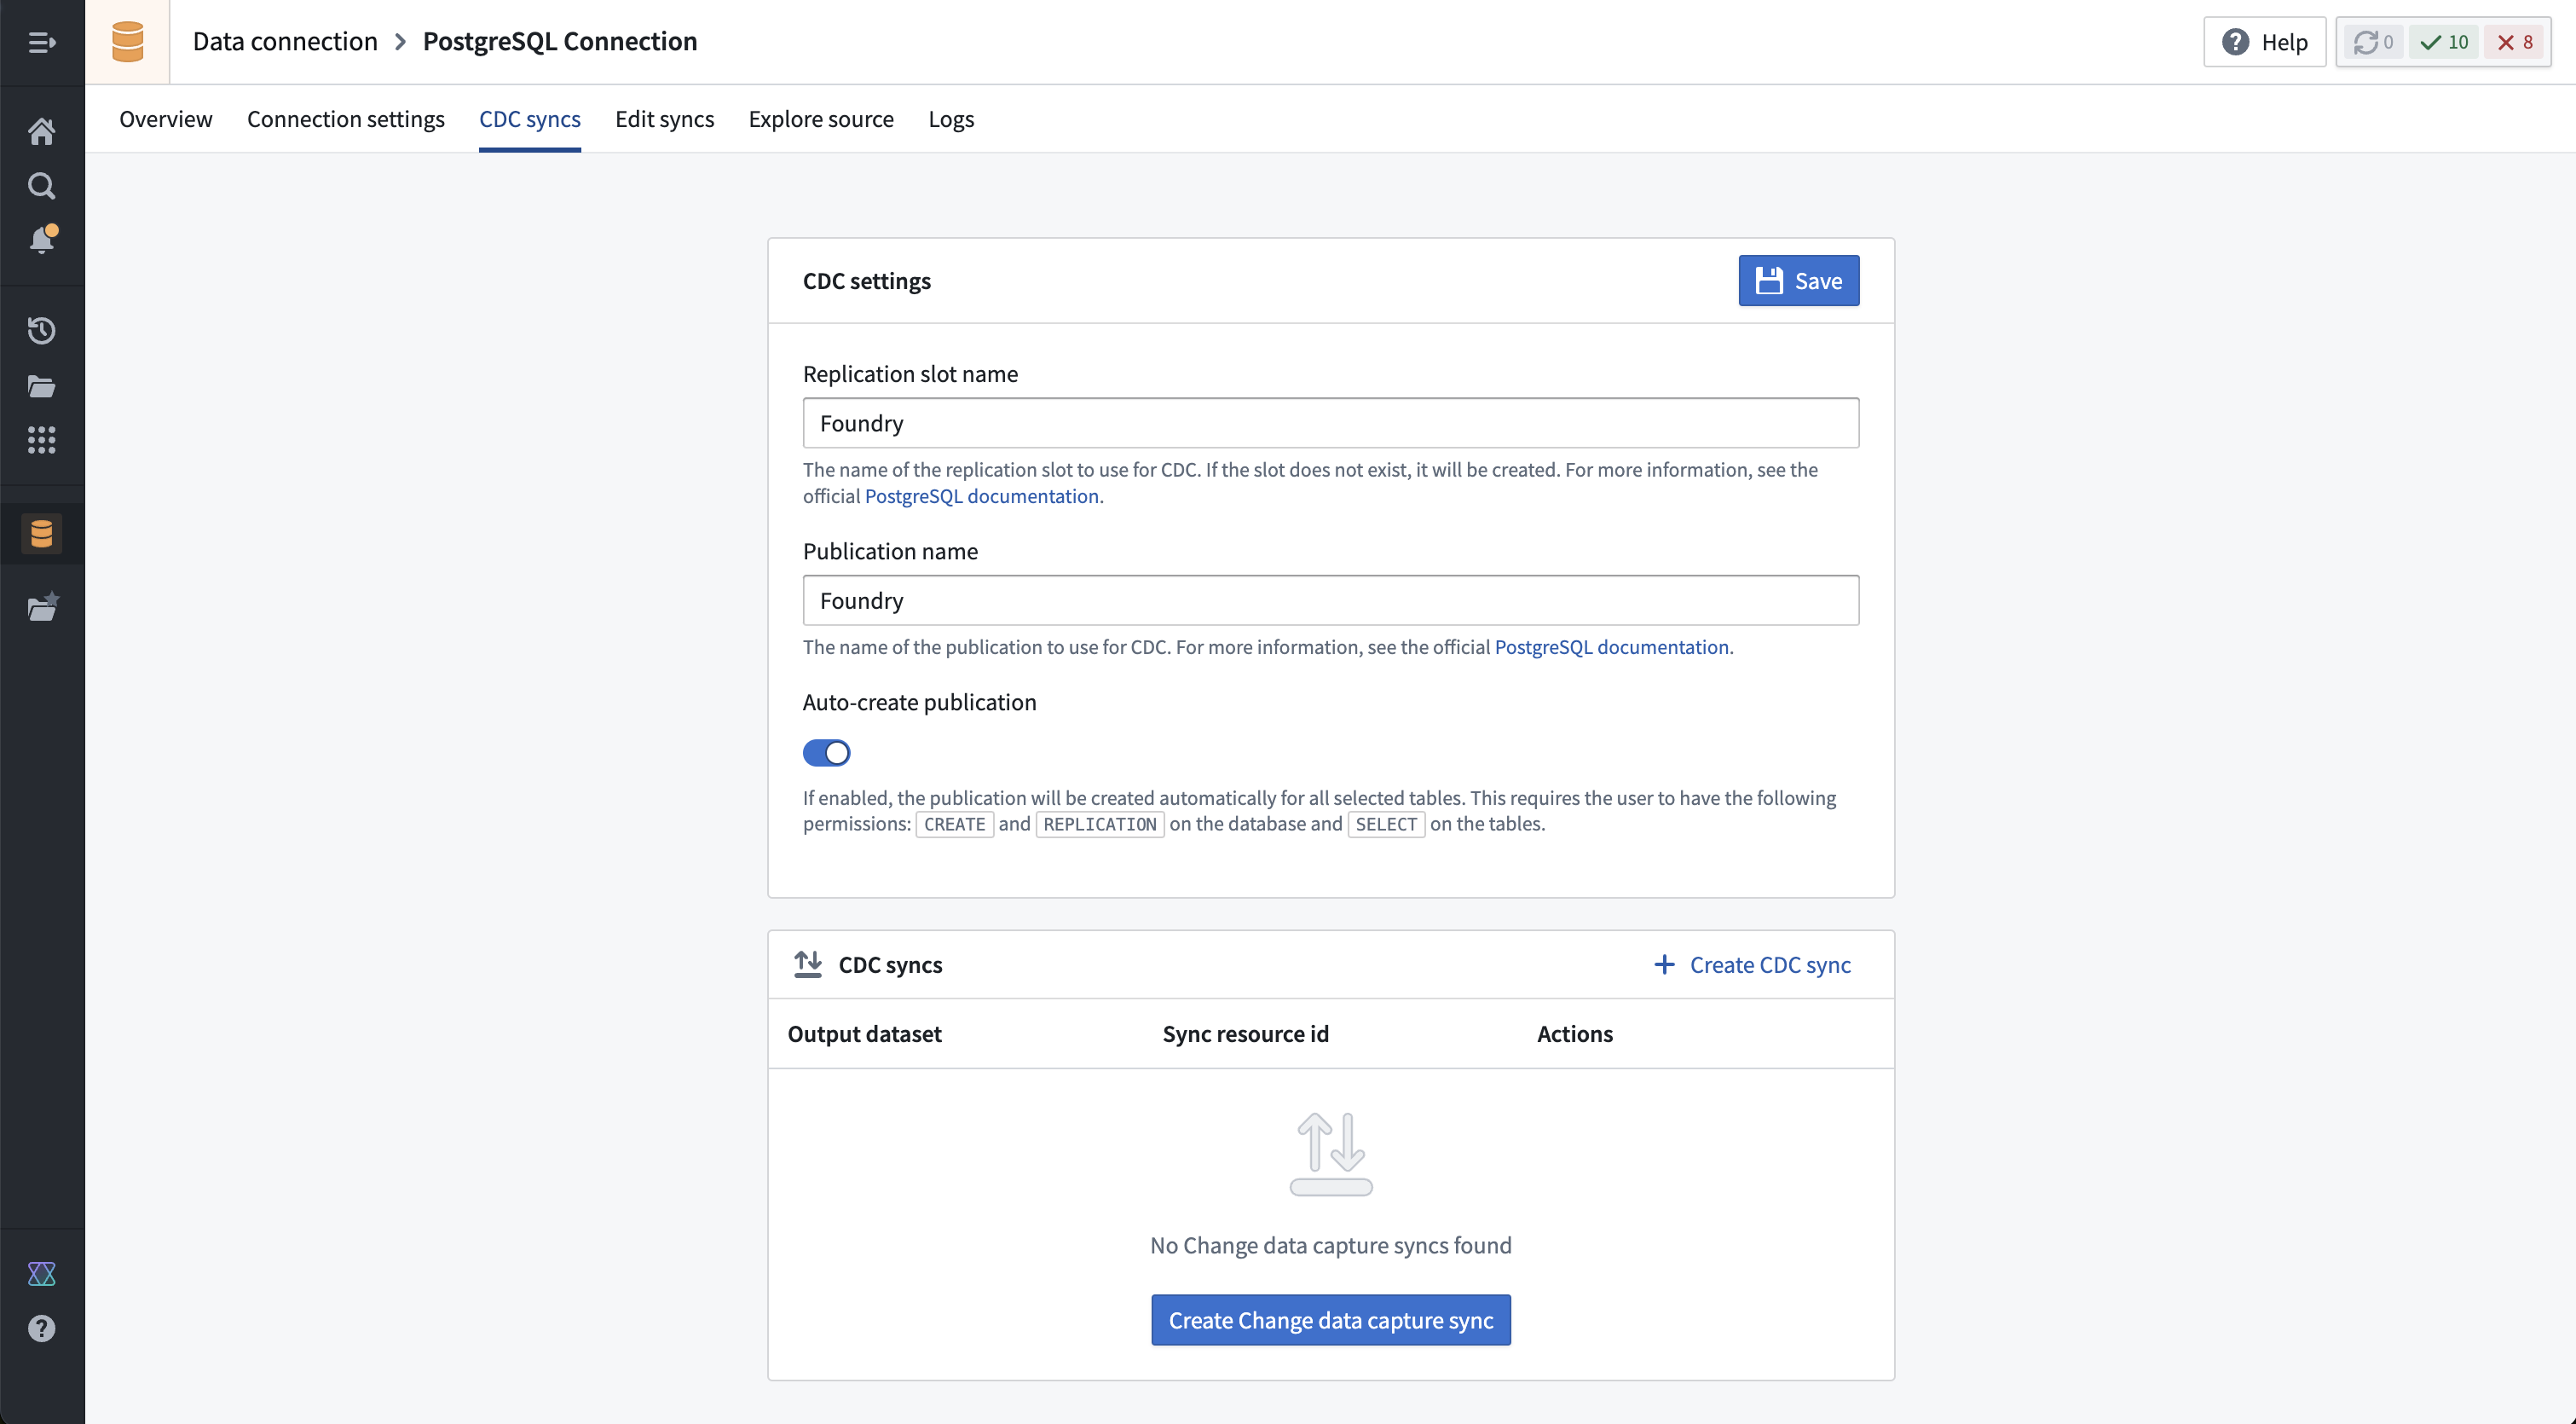 Data connection > PostgreSQL Connection
Help
0
10
8
Overview
Connection settings
CDC syncs
Edit syncs
Explore source
Logs
CDC settings
Save
Replication slot name
Foundry
The name of the replication slot to use for CDC. If the slot does not exist, it will be created. For more information, see the
official PostgreSQL documentation.
Publication name
Foundry
The name of the publication to use for CDC. For more information, see the official PostgreSQL documentation.
Auto-create publication
If enabled, the publication will be created automatically for all selected tables. This requires the user to have the following
permissions: CREATE and REPLICATION on the database and SELECT on the tables.
CDC syncs
+ Create CDC sync
Output dataset
Sync resource id
Actions
No Change data capture syncs found
Create Change data capture sync